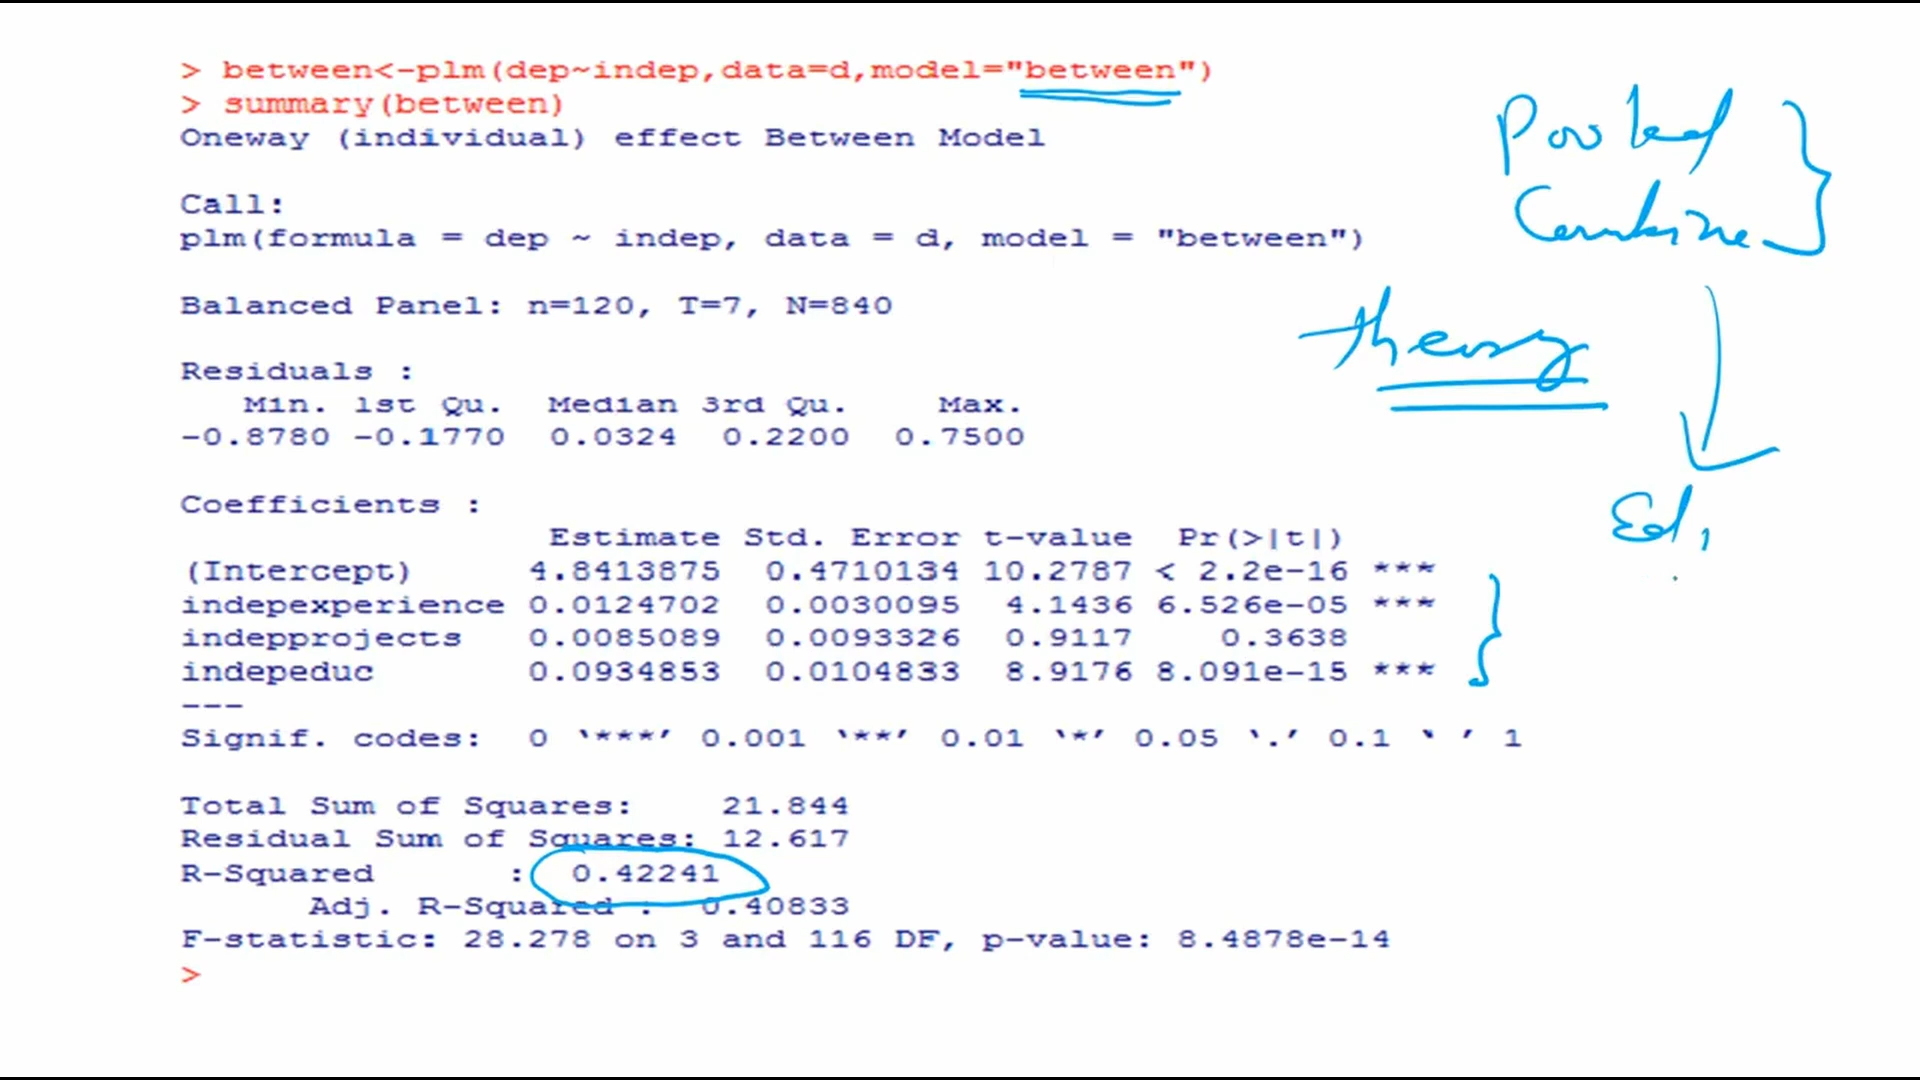 > between<-plm(dep~indep,data=d,model="between")
> summary(between)
Oneway (individual) effect Between Model
Call:
plm(formula = dep ~ indep, data = d, model = "between")
Balanced Panel: n=120, T=7, N=840
Residuals :
Min. 1st Qu. Median 3rd Qu. Max.
-0.8780 -0.1770 0.0324 0.2200 0.7500
Coefficients :
Estimate Std. Error t-value Pr(>|t|)
(Intercept) 4.8413875 0.4710134 10.2787 < 2.2e-16 ***
indepexperience 0.0124702 0.0030095 4.1436 6.526e-05 ***
indepprojects 0.0085089 0.0093326 0.9117 0.3638
indepeduc 0.0934853 0.0104833 8.9176 8.091e-15 ***
---
Signif. codes: 0 ‘***’ 0.001 ‘**’ 0.01 ‘*’ 0.05 ‘.’ 0.1 ‘ ’ 1
Total Sum of Squares: 21.844
Residual Sum of Squares: 12.617
R-Squared : 0.42241
Adj. R-Squared : 0.40833
F-statistic: 28.278 on 3 and 116 DF, p-value: 8.4878e-14
>
Pooled
Combine
theory